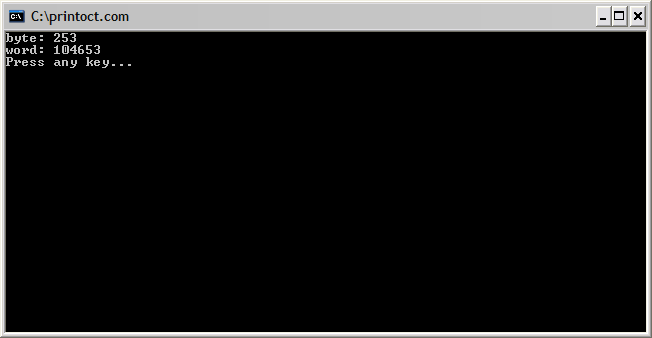 C:\printoct.com
byte: 253
word: 104653
Press any key...